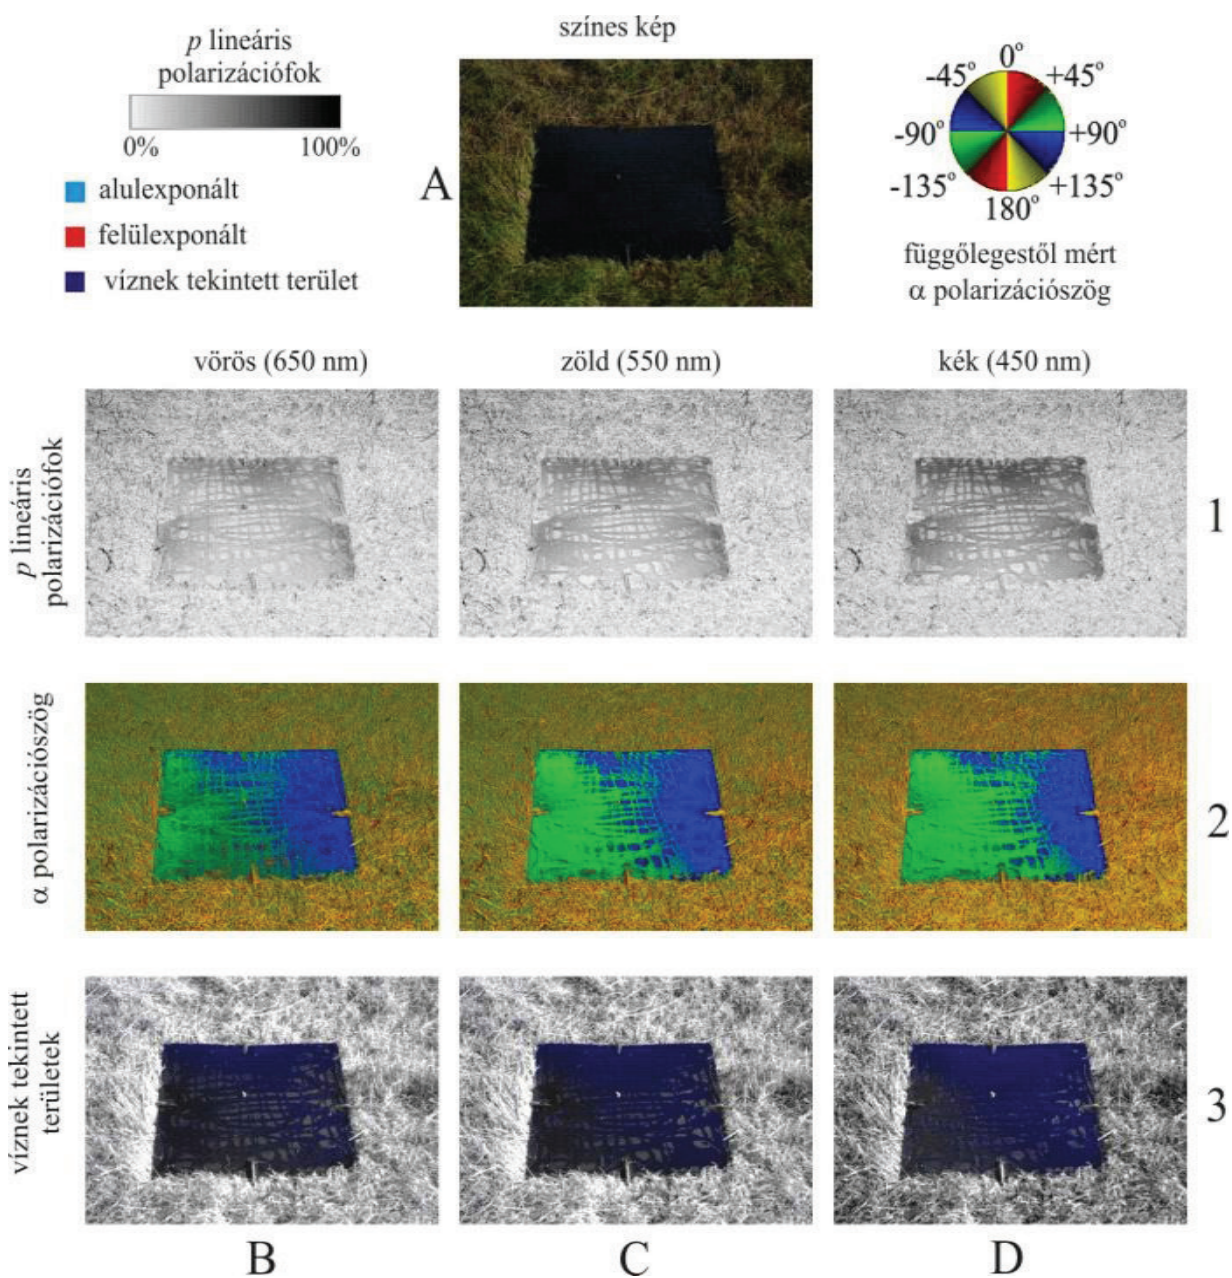 p lineáris
polarizációfok
0% 100%
alulexponált
felülexponált
víznek tekintett terület
színes kép
A
0°
-45° +45°
-90° +90°
-135° +135°
180°
függőlegestől mért
α polarizációszög
vörös (650 nm) zöld (550 nm) kék (450 nm)
p lineáris
polarizációfok
1
α polarizációszög
2
víznek tekintett
területek
3
B C D